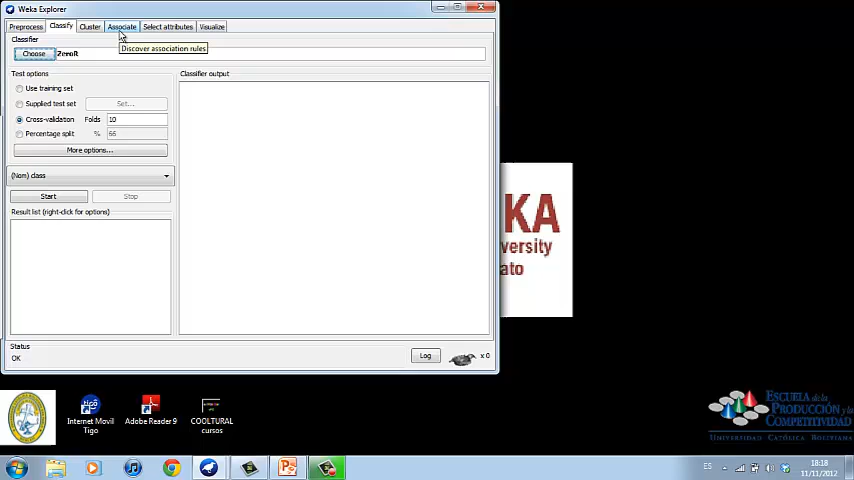 Weka Explorer
Preprocess Classify Cluster Associate Select attributes Visualize
Classifier
Choose ZeroR
Discover association rules
Test options
Classifier output
Use training set
Supplied test set Set...
Cross-validation Folds 10
Percentage split % 66
More options...
(Nom) class
Start Stop
Result list (right-click for options)
KA
versity
ato
Status
OK
Log x 0
Internet Movil
Tigo
Adobe Reader 9
COOLTURAL
cursos
ESCUELA de la
PRODUCCIÓN y la
COMPETITIVIDAD
UNIVERSIDAD CATÓLICA BOLIVIANA
ES
18:18
11/11/2012